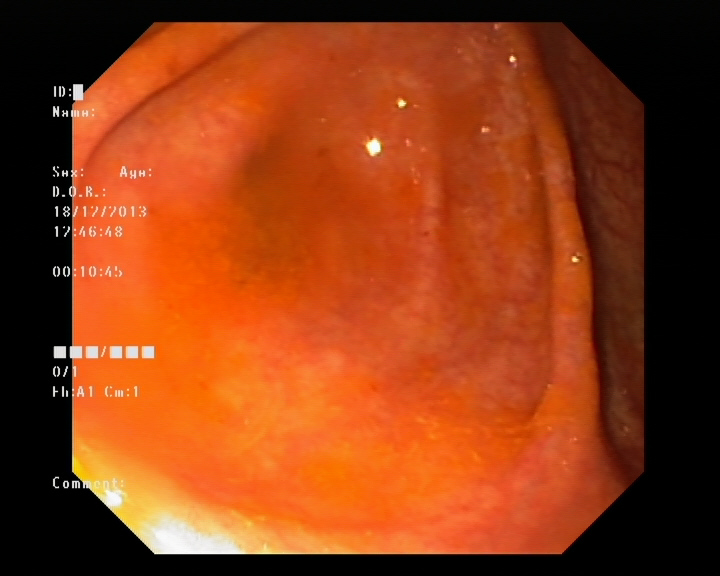 ID:
Name:
Sex: Age:
D.O.B.:
18/12/2013
12:46:48
00:10:45
/
0/1
Eh:A1 Cm:1
Comment: